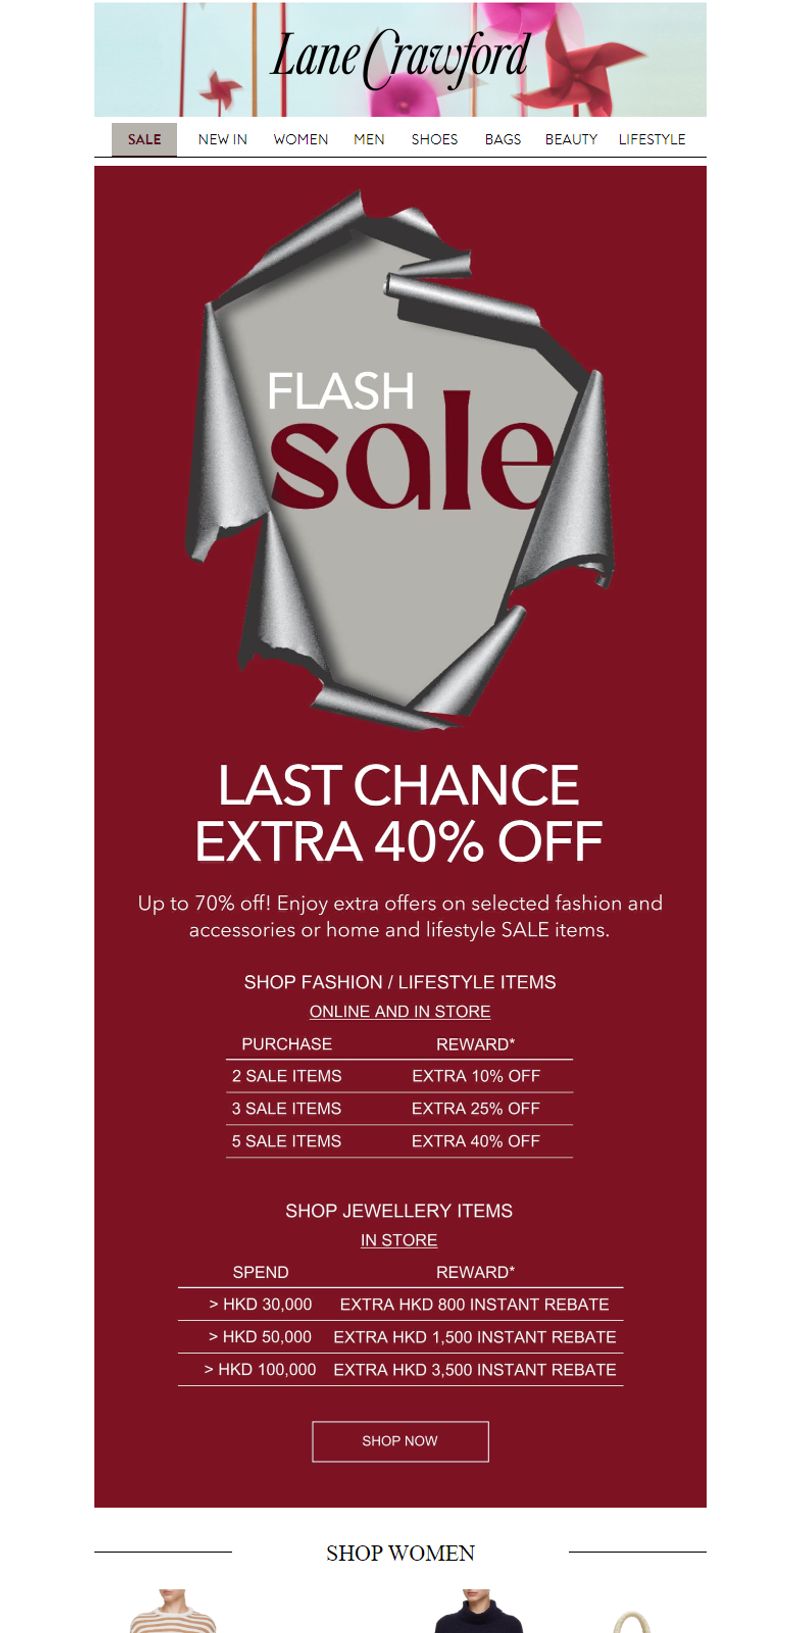 Lane Crawford
SALE NEW IN WOMEN MEN SHOES BAGS BEAUTY LIFESTYLE
FLASH
sale
LAST CHANCE
EXTRA 40% OFF
Up to 70% off! Enjoy extra offers on selected fashion and
accessories or home and lifestyle SALE items.
SHOP FASHION / LIFESTYLE ITEMS
ONLINE AND IN STORE
PURCHASE REWARD*
2 SALE ITEMS EXTRA 10% OFF
3 SALE ITEMS EXTRA 25% OFF
5 SALE ITEMS EXTRA 40% OFF
SHOP JEWELLERY ITEMS
IN STORE
SPEND REWARD*
> HKD 30,000 EXTRA HKD 800 INSTANT REBATE
> HKD 50,000 EXTRA HKD 1,500 INSTANT REBATE
> HKD 100,000 EXTRA HKD 3,500 INSTANT REBATE
SHOP NOW
SHOP WOMEN